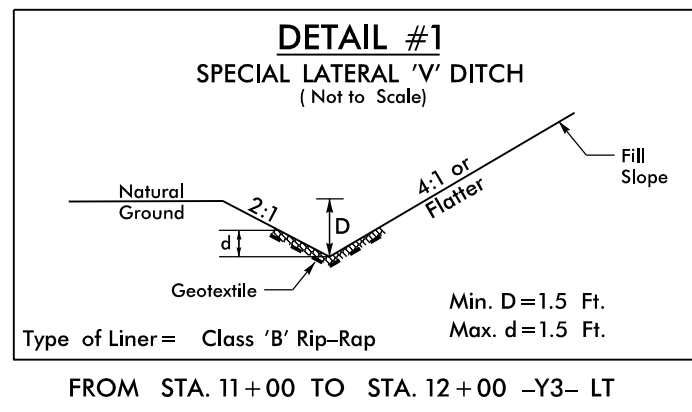 DETAIL #1
SPECIAL LATERAL 'V' DITCH
( Not to Scale)
Natural
Ground
2:1
D
d
4:1 or
Flatter
Fill
Slope
Geotextile
Min. D=1.5 Ft.
Max. d=1.5 Ft.
Type of Liner= Class 'B' Rip-Rap
FROM STA. 11+00 TO STA. 12+00 -Y3- LT